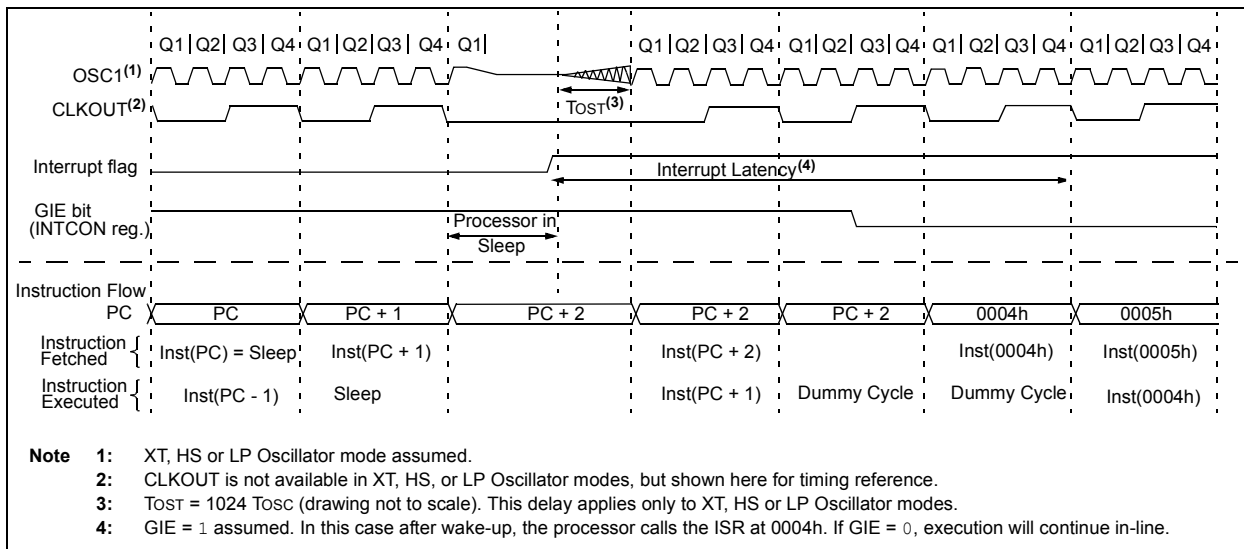 Q1 Q2 Q3 Q4 Q1 Q2 Q3 Q4 Q1 Q1 Q2 Q3 Q4 Q1 Q2 Q3 Q4 Q1 Q2 Q3 Q4 Q1 Q2 Q3 Q4
OSC1(1)
TOST(3)
CLKOUT(2)
Interrupt flag
Interrupt Latency(4)
GIE bit
(INTCON reg.)
Processor in
Sleep
Instruction Flow
PC PC PC + 1 PC + 2 PC + 2 PC + 2 0004h 0005h
Instruction
Fetched
Inst(PC) = Sleep Inst(PC + 1) Inst(PC + 2) Inst(0004h) Inst(0005h)
Instruction
Executed
Inst(PC - 1) Sleep Inst(PC + 1) Dummy Cycle Dummy Cycle Inst(0004h)
Note 1: XT, HS or LP Oscillator mode assumed.
2: CLKOUT is not available in XT, HS, or LP Oscillator modes, but shown here for timing reference.
3: TOST = 1024 TOSC (drawing not to scale). This delay applies only to XT, HS or LP Oscillator modes.
4: GIE = 1 assumed. In this case after wake-up, the processor calls the ISR at 0004h. If GIE = 0, execution will continue in-line.